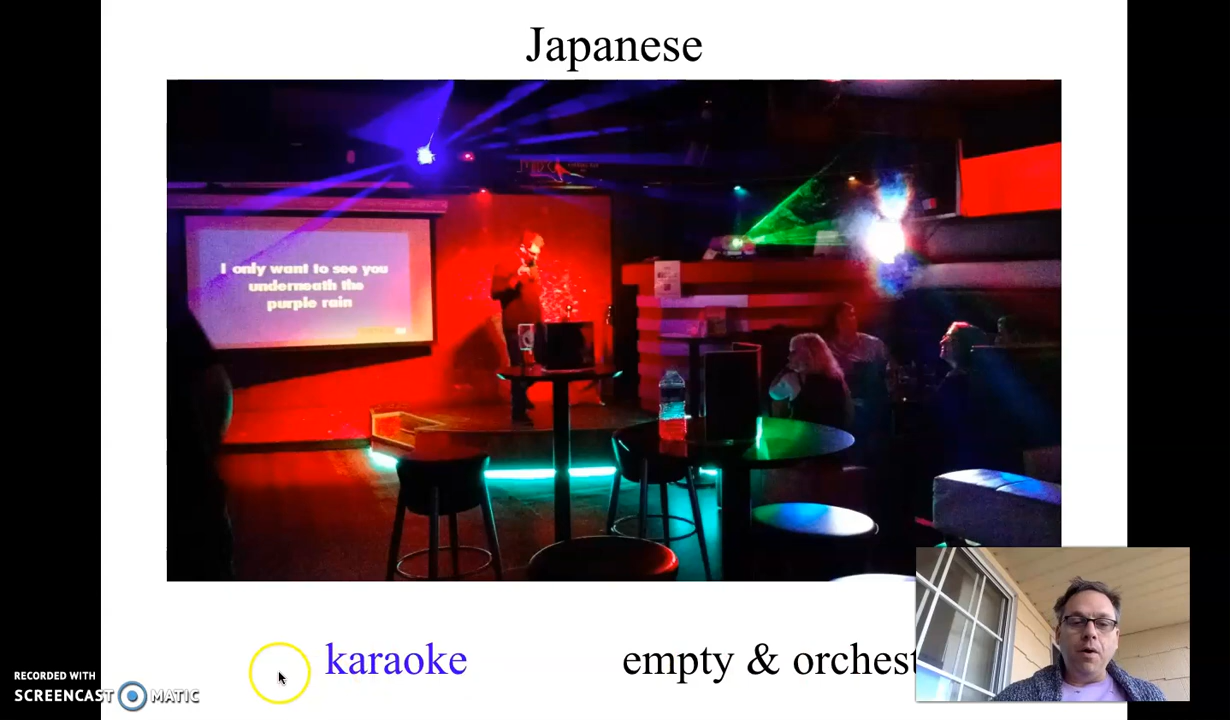 Japanese
I only want to see you
underneath the
purple rain
karaoke
empty & orchest
RECORDED WITH
SCREENCAST MATIC